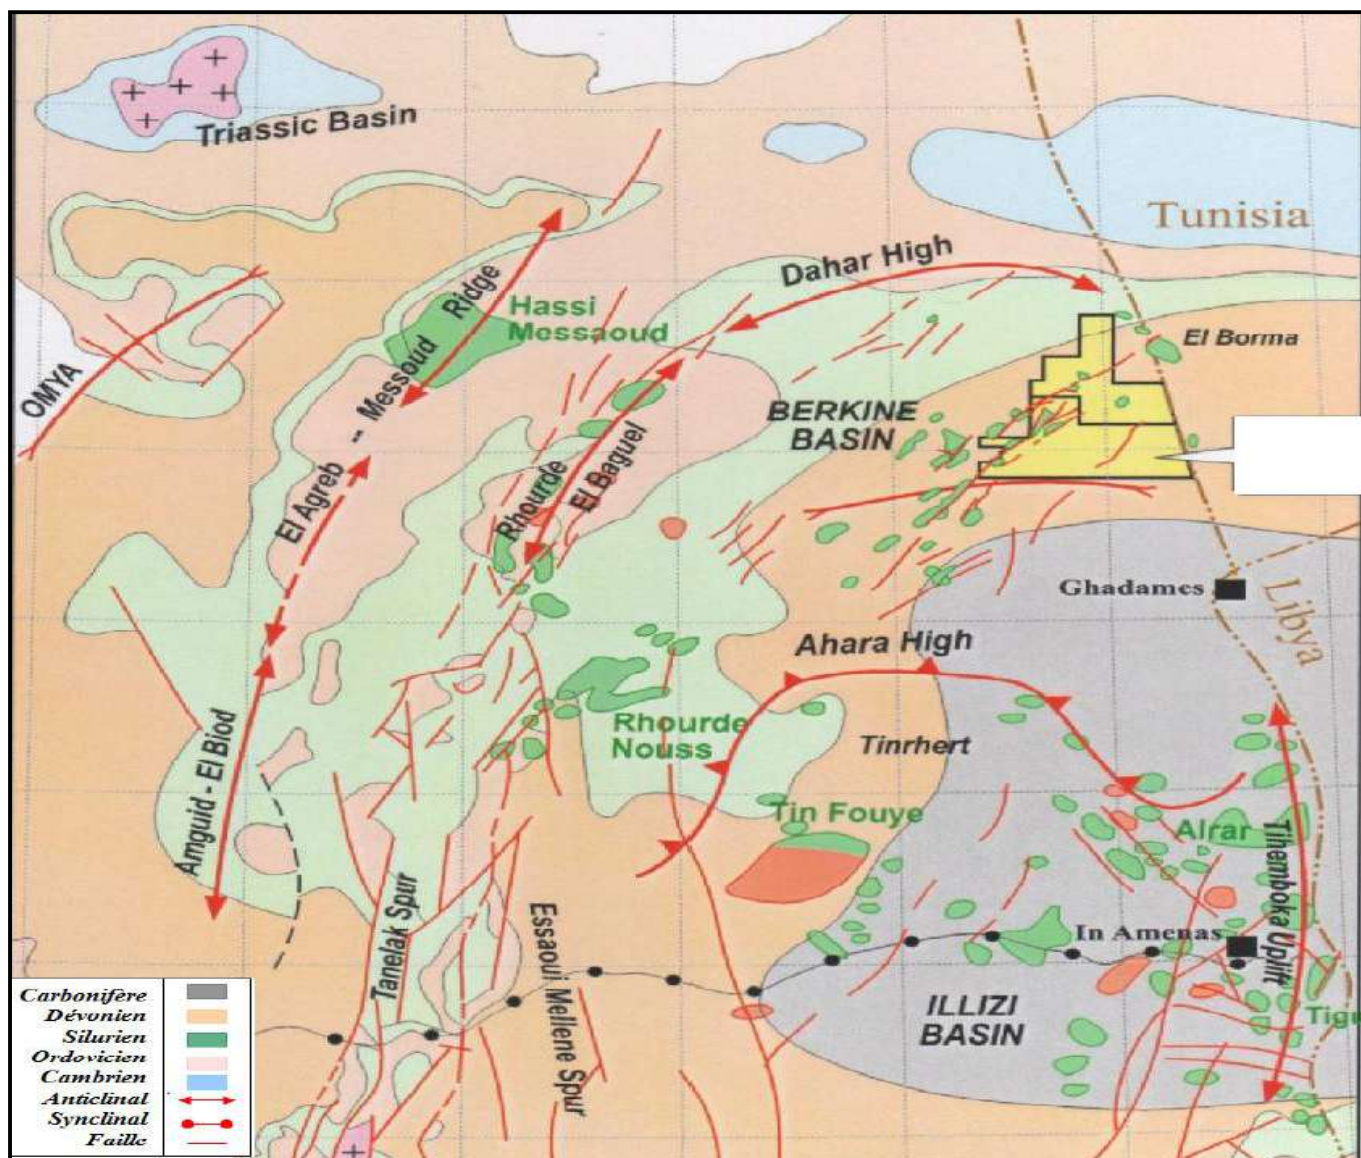 Triassic Basin
Tunisia
Dahar High
Hassi
Messaoud
Ridge
Messoud
--
El Agreb
OMYA
El Borma
BERKINE
BASIN
Rhourde
El Baguel
Ghadames
Libya
Ahara High
Rhourde
Nouss
Tinrhert
Amguid - El Biod
Tin Fouye
Alrar
Tihemboka Uplift
Tanelak Spur
Essaoui Mellene Spur
In Amenas
ILLIZI
BASIN
Tigu
Carbonifère
Dévonien
Silurien
Ordovicien
Cambrien
Anticlinal
Synclinal
Faille